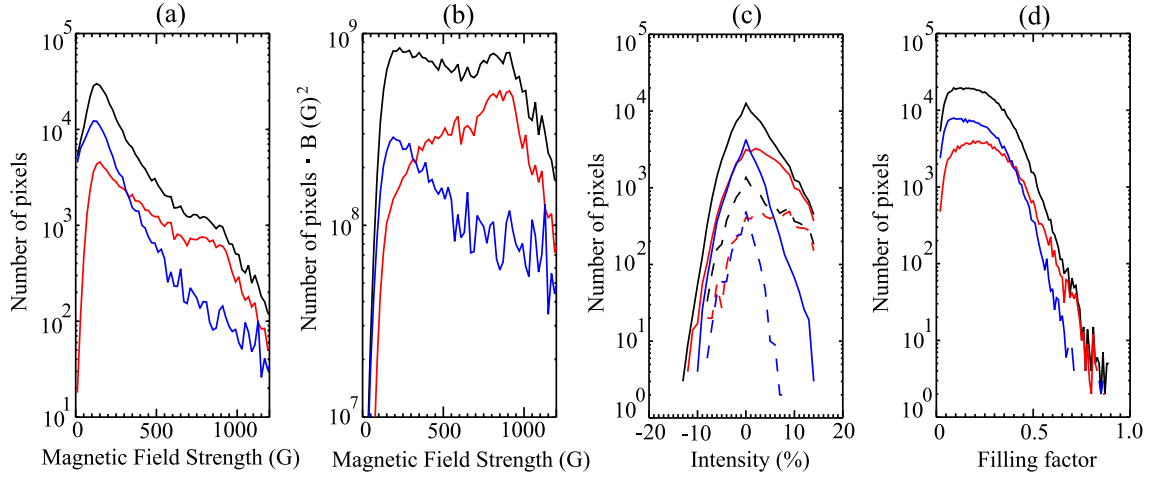 (a)
(b)
(c)
(d)
Number of pixels
10^5
10^4
10^3
10^2
10^1
0
500
1000
Magnetic Field Strength (G)
Number of pixels · B (G)^2
10^9
10^8
10^7
0
500
1000
Magnetic Field Strength (G)
Number of pixels
10^5
10^4
10^3
10^2
10^1
10^0
-20
-10
0
10
20
Intensity (%)
Number of pixels
10^5
10^4
10^3
10^2
10^1
10^0
0
0.5
1.0
Filling factor